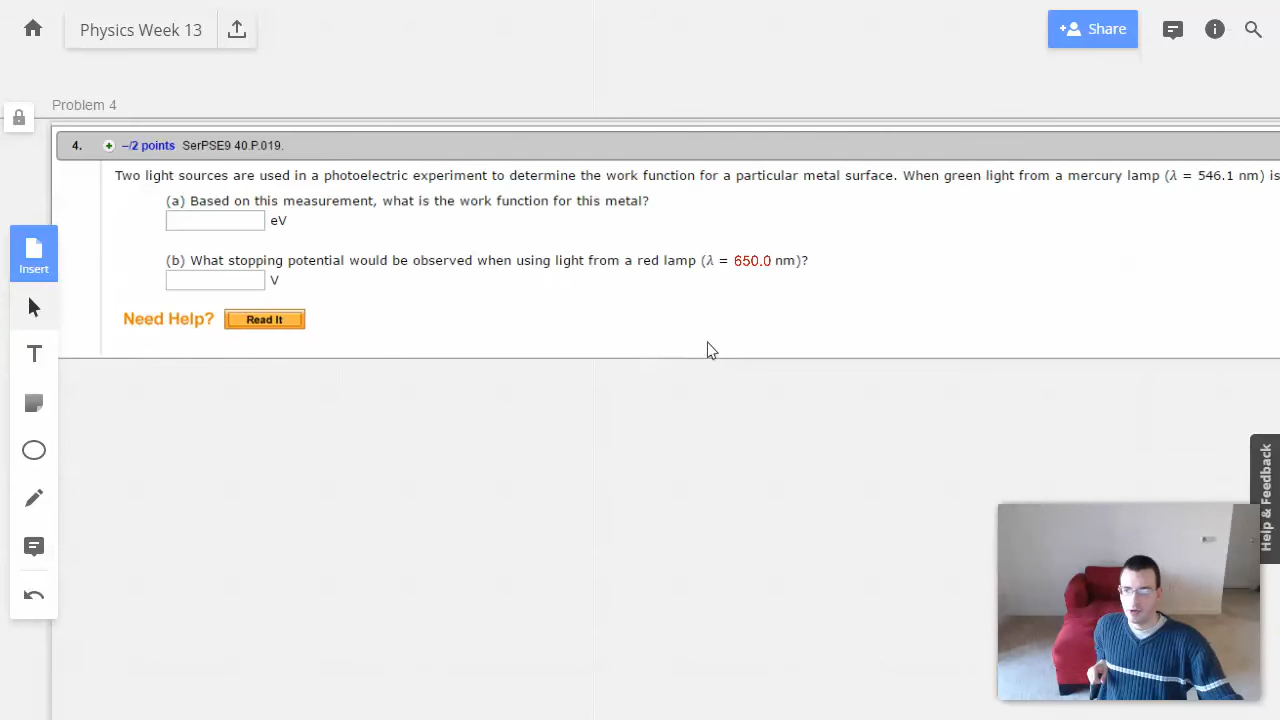 Physics Week 13
Share
Problem 4
4. –/2 points SerPSE9 40.P.019.
Two light sources are used in a photoelectric experiment to determine the work function for a particular metal surface. When green light from a mercury lamp (λ = 546.1 nm) is
(a) Based on this measurement, what is the work function for this metal?
eV
(b) What stopping potential would be observed when using light from a red lamp (λ = 650.0 nm)?
V
Insert
Need Help? Read It
T
Help & Feedback